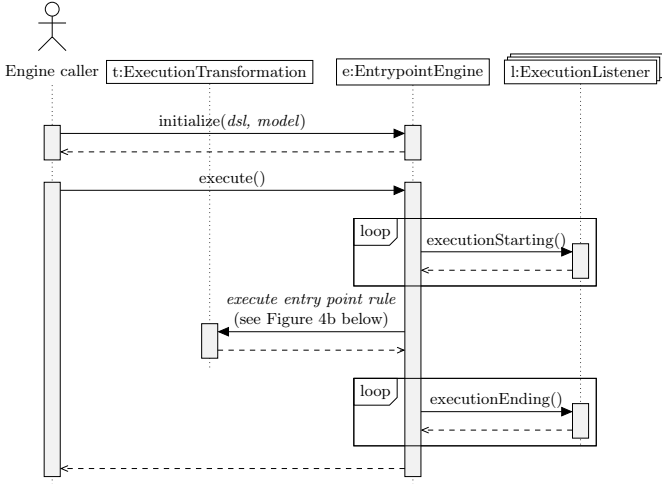 Engine caller
t:ExecutionTransformation
e:EntrypointEngine
l:ExecutionListener
initialize(dsl, model)
execute()
loop
executionStarting()
execute entry point rule
(see Figure 4b below)
loop
executionEnding()